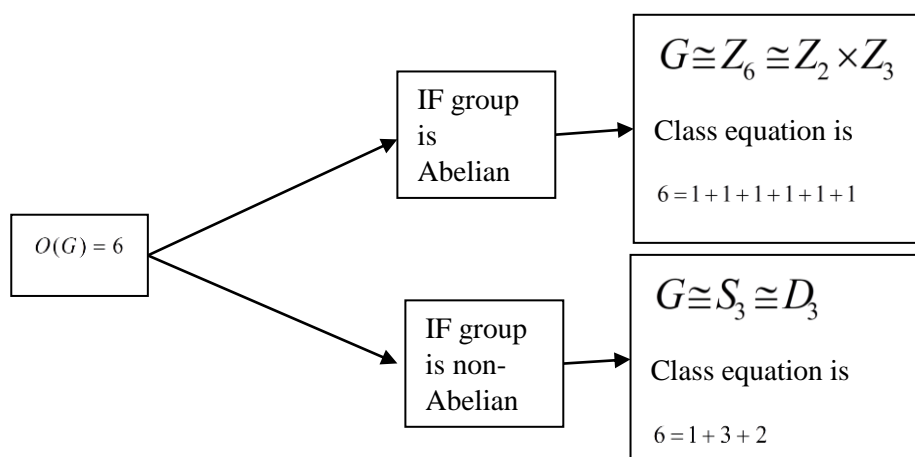 O(G) = 6
IF group
is
Abelian
G≅Z₆≅Z₂×Z₃
Class equation is
6=1+1+1+1+1+1
IF group
is non-
Abelian
G≅S₃≅D₃
Class equation is
6=1+3+2